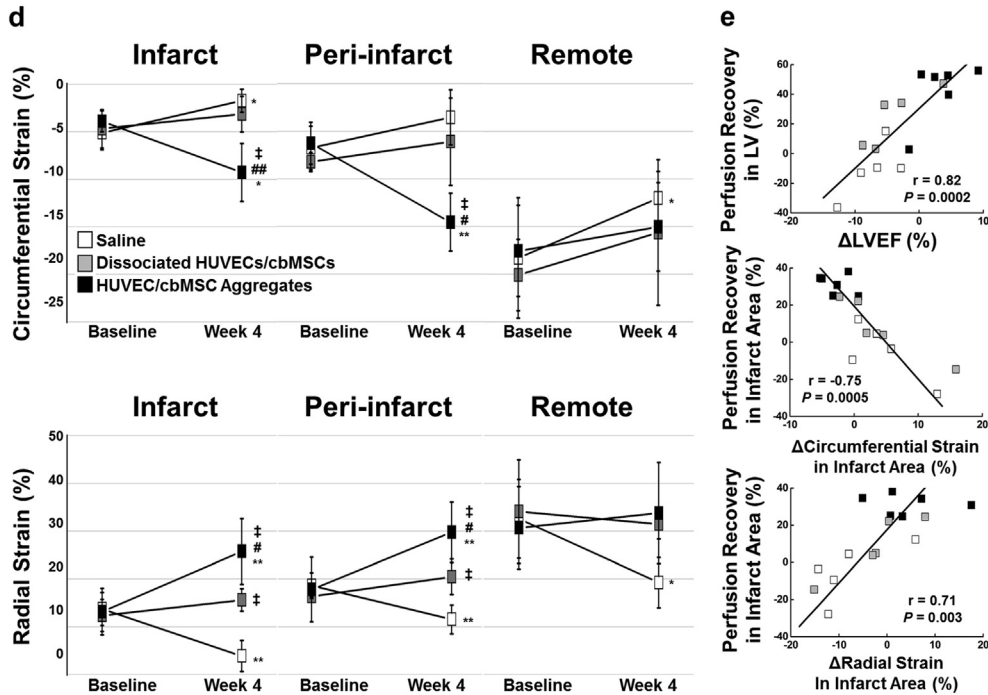 d
Infarct
Peri-infarct
Remote
Circumferential Strain (%)
0
-5
-10
-15
-20
-25
*
‡
##
*
‡
#
**
*
Saline
Dissociated HUVECs/cbMSCs
HUVEC/cbMSC Aggregates
Baseline Week 4 Baseline Week 4 Baseline Week 4
Infarct
Peri-infarct
Remote
Radial Strain (%)
50
40
30
20
10
0
‡
#
**
‡
**
‡
#
**
‡
**
*
Baseline Week 4 Baseline Week 4 Baseline Week 4
e
Perfusion Recovery
in LV (%)
60
40
20
0
-20
-40
r = 0.82
P = 0.0002
-20 -10 0 10
ΔLVEF (%)
Perfusion Recovery
in Infarct Area (%)
40
20
0
-20
-40
r = -0.75
P = 0.0005
-10 0 10 20
ΔCircumferential Strain
in Infarct Area (%)
Perfusion Recovery
in Infarct Area (%)
40
20
0
-20
-40
r = 0.71
P = 0.003
-20 -10 0 10 20
ΔRadial Strain
In Infarct Area (%)